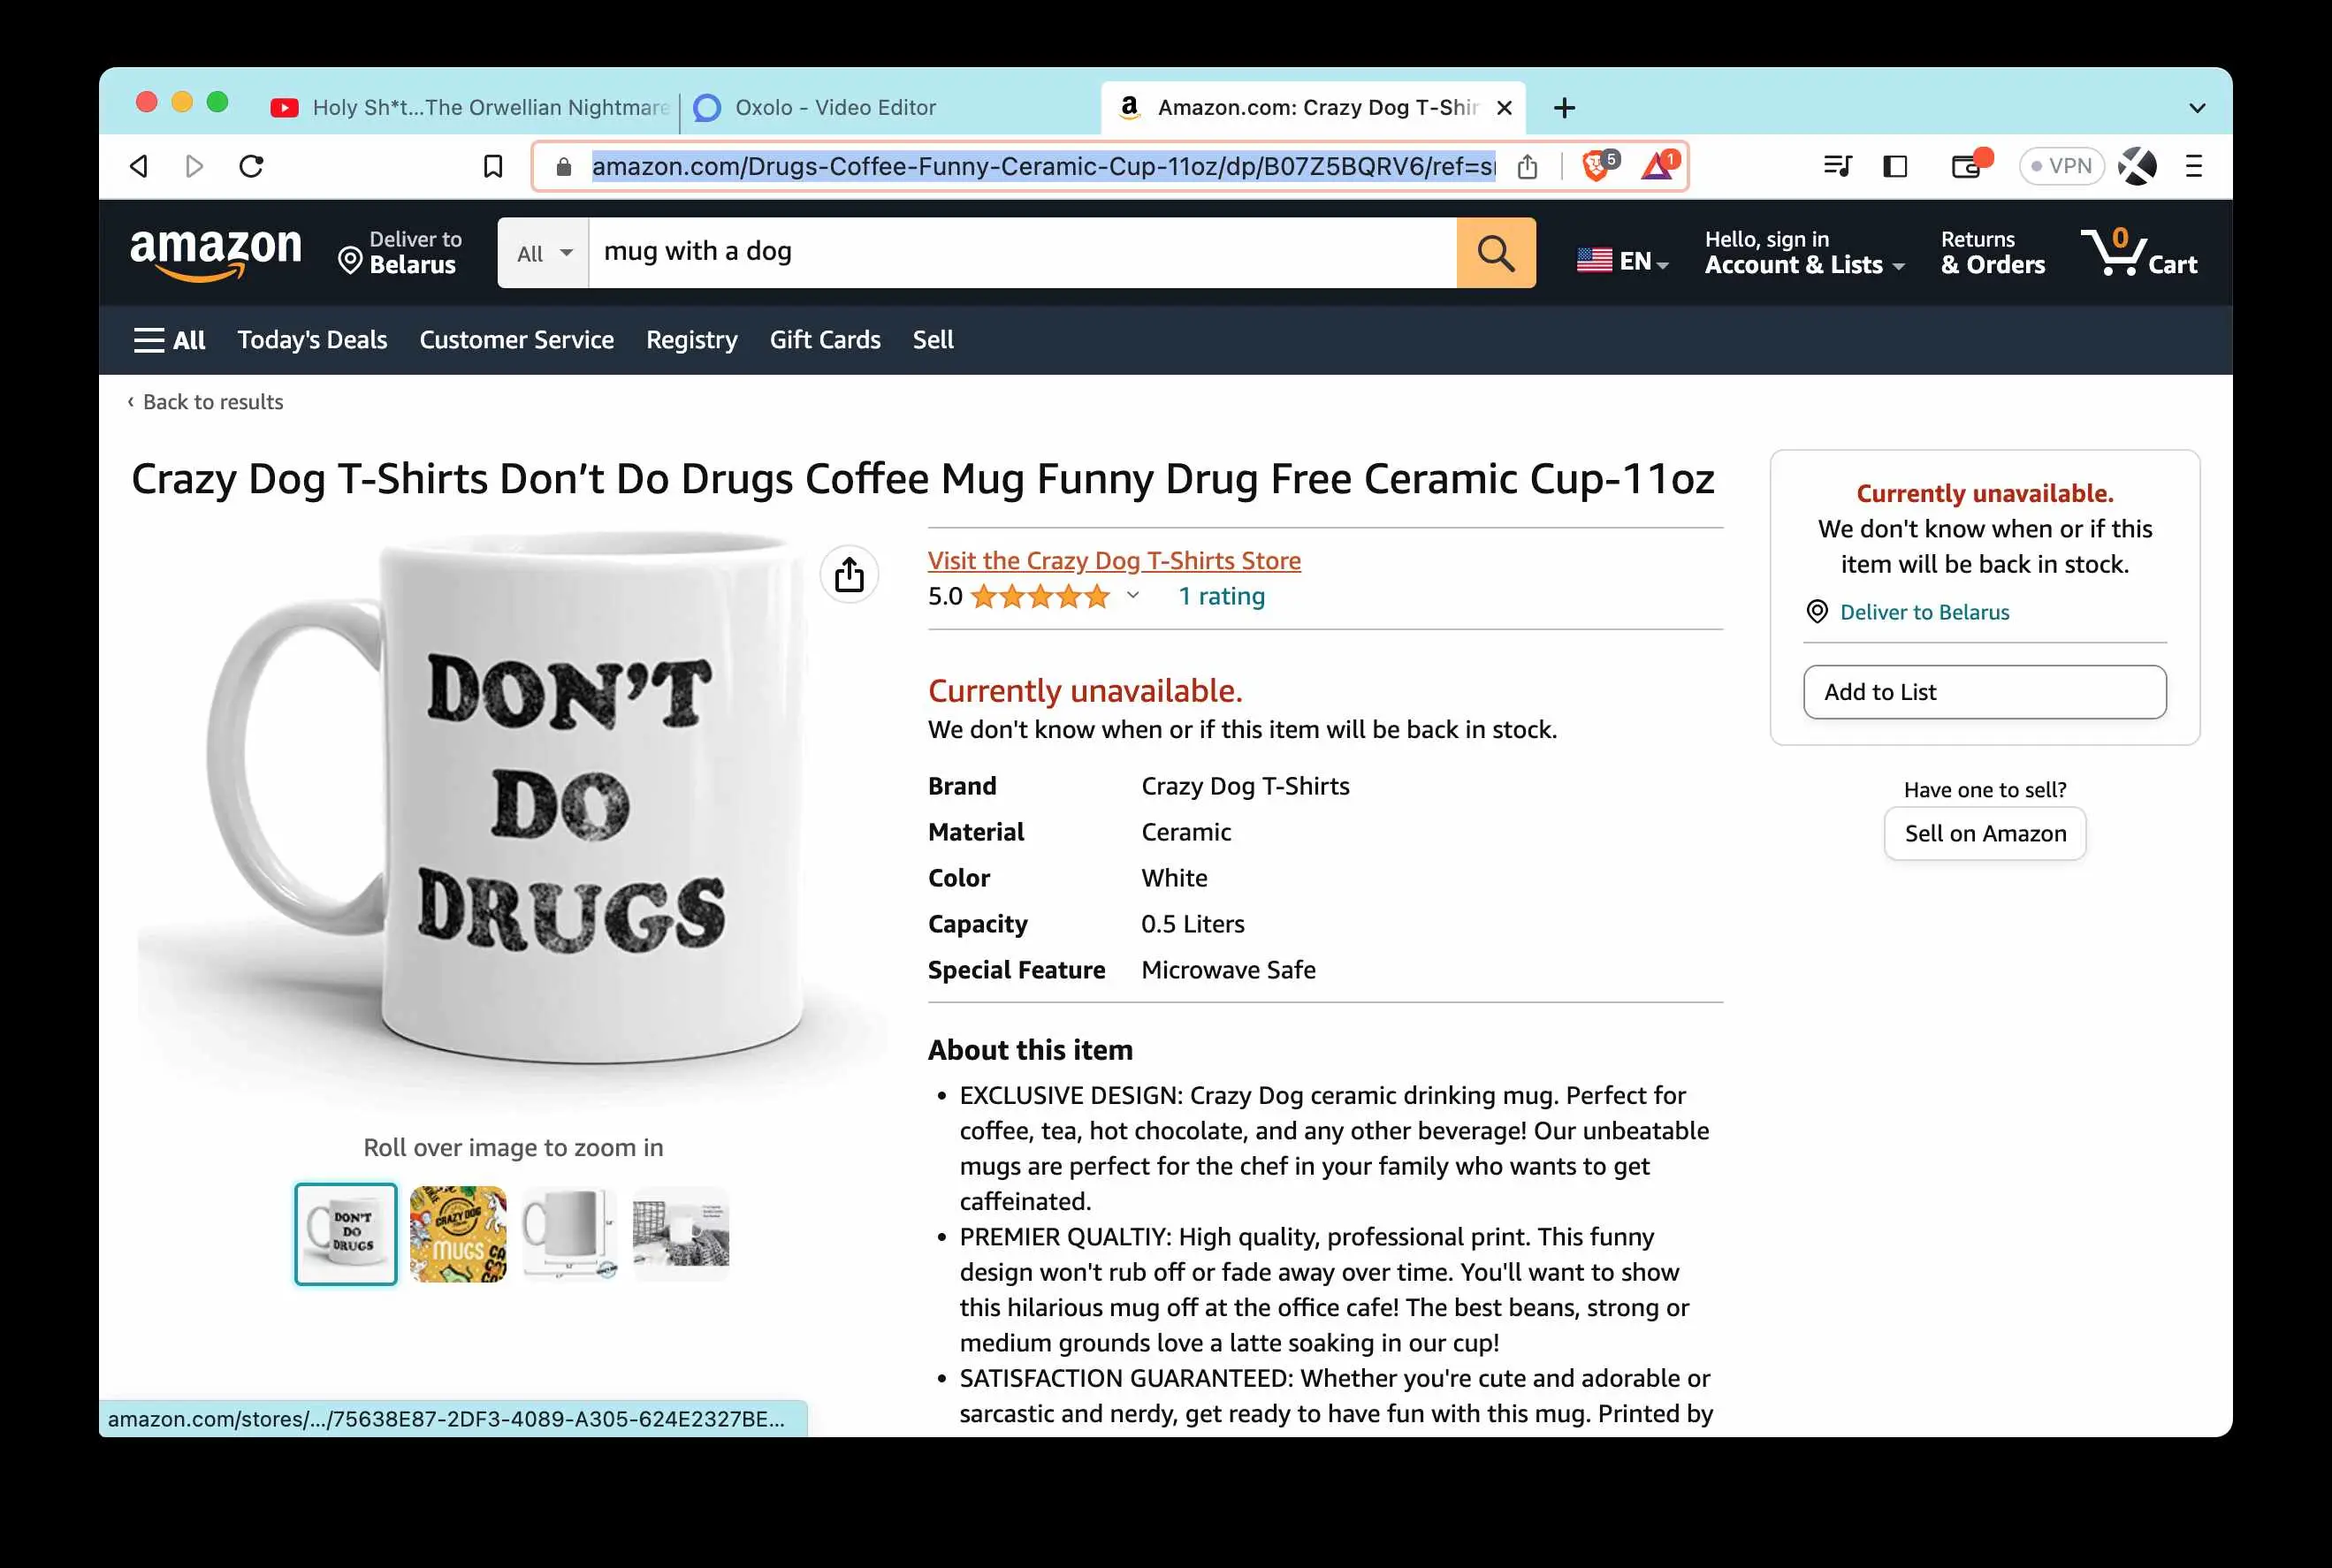 Holy Sh*t...The Orwellian Nightmare
Oxolo - Video Editor
Amazon.com: Crazy Dog T-Shir
amazon.com/Drugs-Coffee-Funny-Ceramic-Cup-11oz/dp/B07Z5BQRV6/ref=s
5
1
VPN
amazon
Deliver to
Belarus
All
mug with a dog
EN
Hello, sign in
Account & Lists
Returns
& Orders
0
Cart
All
Today's Deals
Customer Service
Registry
Gift Cards
Sell
‹ Back to results
Crazy Dog T-Shirts Don’t Do Drugs Coffee Mug Funny Drug Free Ceramic Cup-11oz
DON’T
DO
DRUGS
Roll over image to zoom in
DON'T
DO
DRUGS
CRAZY DOG
MUGS
Visit the Crazy Dog T-Shirts Store
5.0
1 rating
Currently unavailable.
We don't know when or if this item will be back in stock.
Brand Crazy Dog T-Shirts
Material Ceramic
Color White
Capacity 0.5 Liters
Special Feature Microwave Safe
About this item
• EXCLUSIVE DESIGN: Crazy Dog ceramic drinking mug. Perfect for
coffee, tea, hot chocolate, and any other beverage! Our unbeatable
mugs are perfect for the chef in your family who wants to get
caffeinated.
• PREMIER QUALTIY: High quality, professional print. This funny
design won't rub off or fade away over time. You'll want to show
this hilarious mug off at the office cafe! The best beans, strong or
medium grounds love a latte soaking in our cup!
• SATISFACTION GUARANTEED: Whether you're cute and adorable or
sarcastic and nerdy, get ready to have fun with this mug. Printed by
Currently unavailable.
We don't know when or if this
item will be back in stock.
Deliver to Belarus
Add to List
Have one to sell?
Sell on Amazon
amazon.com/stores/.../75638E87-2DF3-4089-A305-624E2327BE...